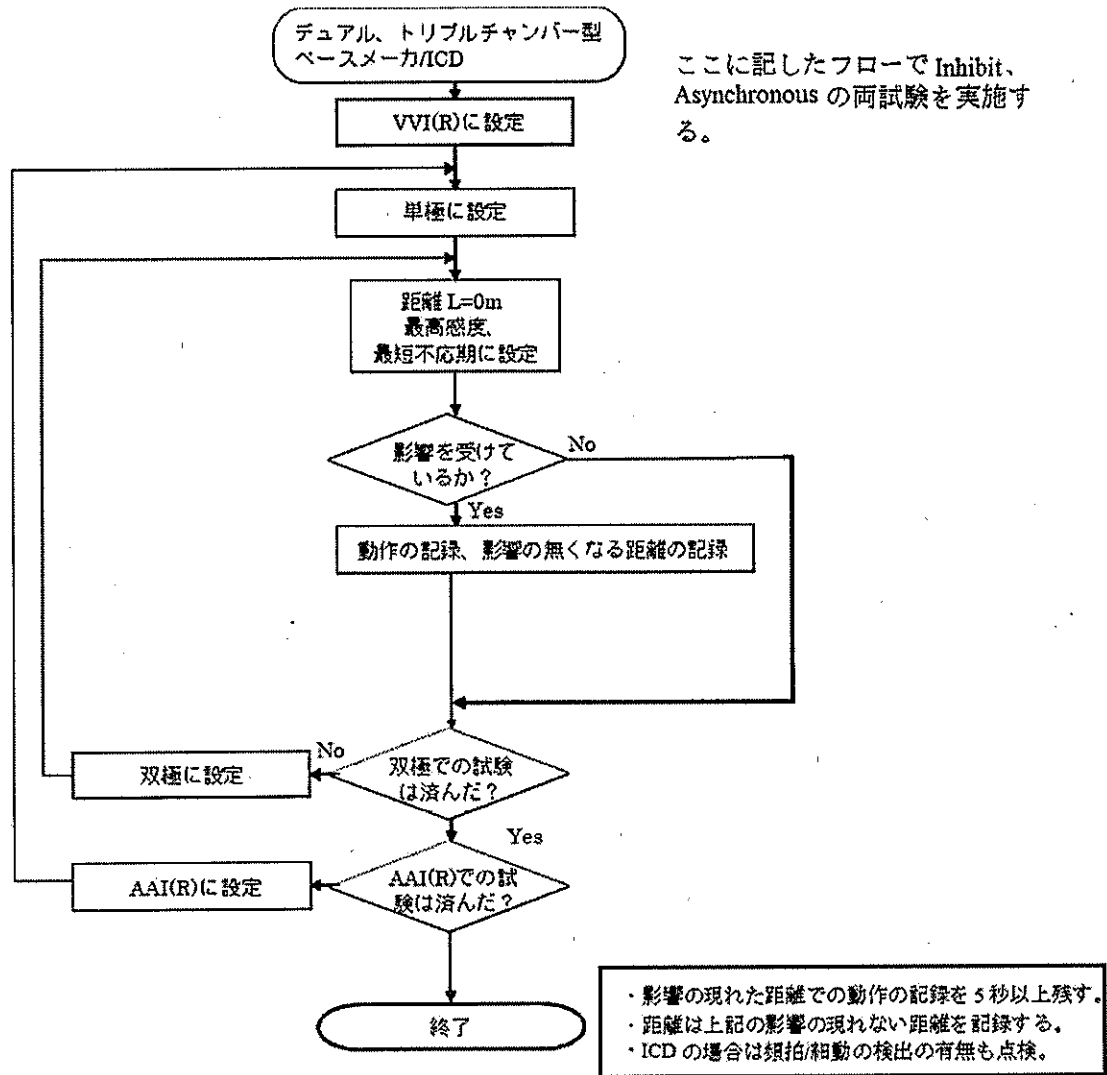 デュアル、トリプルチャンバー型
ペースメーカ/ICD
ここに記したフローで Inhibit、
Asynchronous の両試験を実施す
る。
VVI(R)に設定
単極に設定
距離 L=0m
最高感度、
最短不応期に設定
影響を受けて
いるか？
No
Yes
動作の記録、影響の無くなる距離の記録
双極での試験
は済んだ？
No
双極に設定
Yes
AAI(R)での試
験は済んだ？
AAI(R)に設定
終了
・影響の現れた距離での動作の記録を 5 秒以上残す。
・距離は上記の影響の現れない距離を記録する。
・ICD の場合は頻拍/細動の検出の有無も点検。